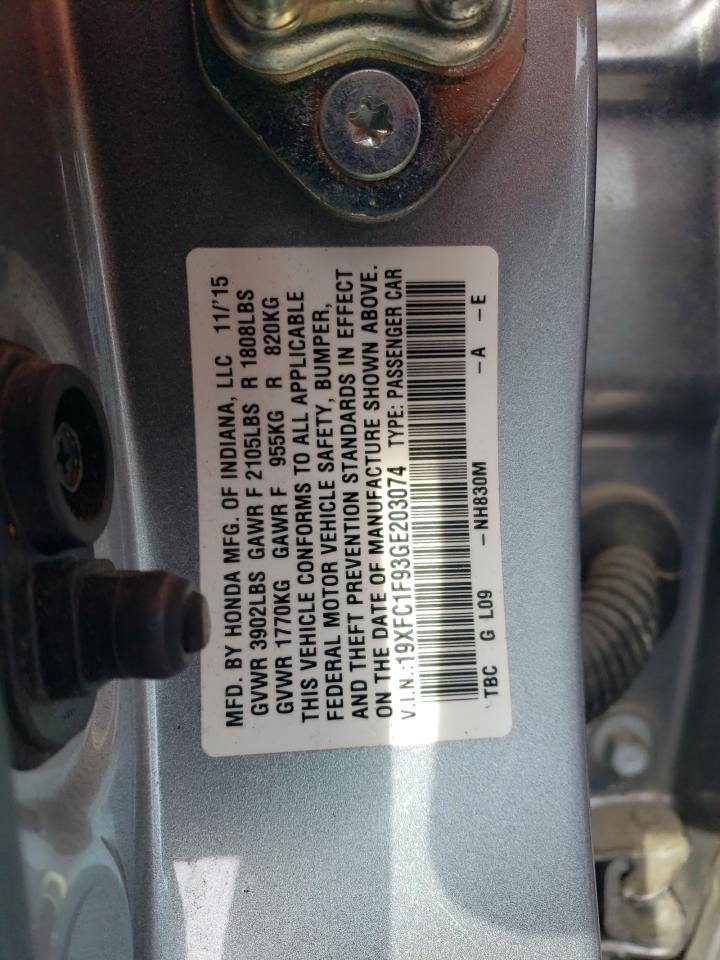 MFD. BY HONDA MFG. OF INDIANA, LLC 11/'15
GVWR 3902LBS GAWR F 2105LBS R 1808LBS
GVWR 1770KG GAWR F 955KG R 820KG
THIS VEHICLE CONFORMS TO ALL APPLICABLE
FEDERAL MOTOR VEHICLE SAFETY, BUMPER,
AND THEFT PREVENTION STANDARDS IN EFFECT
ON THE DATE OF MANUFACTURE SHOWN ABOVE.
V.I.N.:19XFC1F93GE203074 TYPE: PASSENGER CAR
TBC G L09 -NH830M -A -E